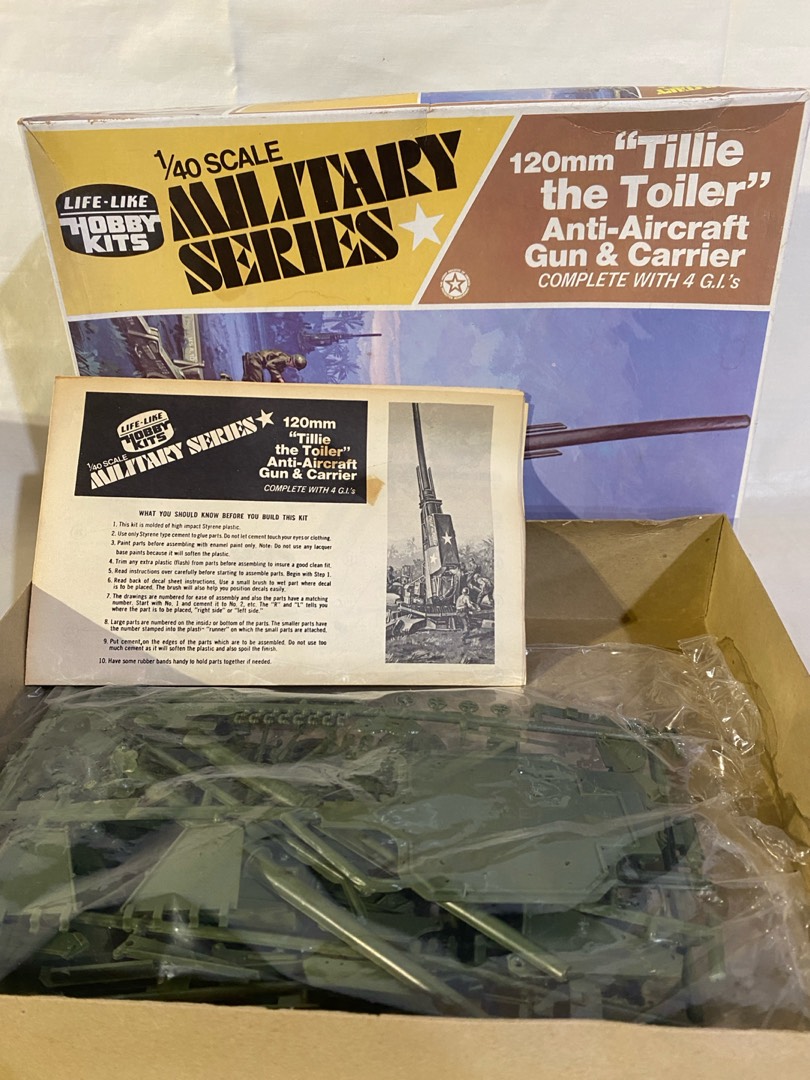 1/40 SCALE
MILITARY
SERIES
LIFE-LIKE
HOBBY
KITS
120mm "Tillie
the Toiler"
Anti-Aircraft
Gun & Carrier
COMPLETE WITH 4 G.I.'s
LIFE-LIKE
HOBBY
KITS
1/40 SCALE
MILITARY SERIES
120mm
"Tillie
the Toiler"
Anti-Aircraft
Gun & Carrier
COMPLETE WITH 4 G.I.'s
WHAT YOU SHOULD KNOW BEFORE YOU BUILD THIS KIT
1. This kit is molded of high impact Styrene plastic.
2. Use only Styrene type cement to glue parts. Do not let cement touch your eyes or clothing.
3. Paint parts before assembling with enamel paint only. Note: Do not use any lacquer
base paints because it will soften the plastic.
4. Trim any extra plastic (flash) from parts before assembling to insure a good clean fit.
5. Read instructions over carefully before starting to assemble parts. Begin with Step 1.
6. Read back of decal sheet instructions. Use a small brush to wet part where decal
is to be placed. The brush will also help you position decals easily.
7. The drawings are numbered for ease of assembly and also the parts have a matching
number. Start with No. 1 and cement it to No. 2, etc. The "R" and "L" tells you
where the part is to be placed, "right side" or "left side."
8. Large parts are numbered on the inside or bottom of the parts. The smaller parts have
the number stamped into the plastic "runner" on which the small parts are attached.
9. Put cement on the edges of the parts which are to be assembled. Do not use too
much cement as it will soften the plastic and also spoil the finish.
10. Have some rubber bands handy to hold parts together if needed.